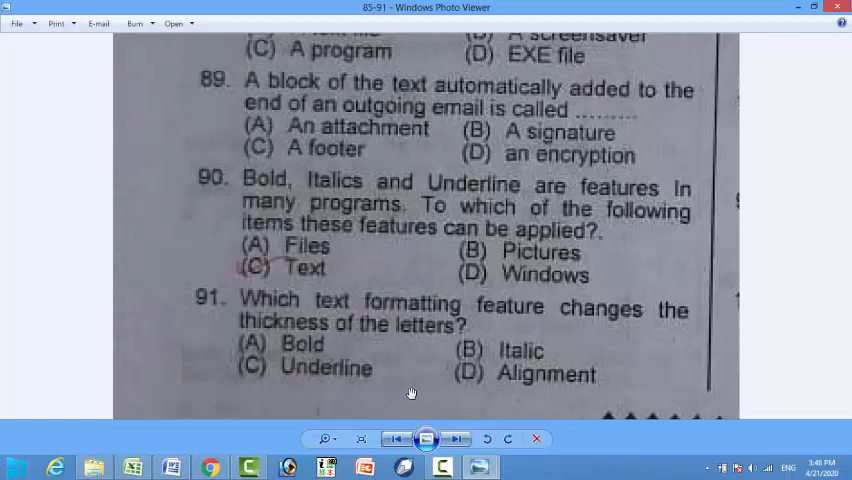 85-91 - Windows Photo Viewer
File Print E-mail Burn Open
(D) A screensaver
(C) A program (D) EXE file
89. A block of the text automatically added to the
end of an outgoing email is called .........
(A) An attachment (B) A signature
(C) A footer (D) an encryption
90. Bold, Italics and Underline are features In
many programs. To which of the following
items these features can be applied?.
(A) Files (B) Pictures
(C) Text (D) Windows
91. Which text formatting feature changes the
thickness of the letters?
(A) Bold (B) Italic
(C) Underline (D) Alignment
ENG
3:48 PM
4/21/2020